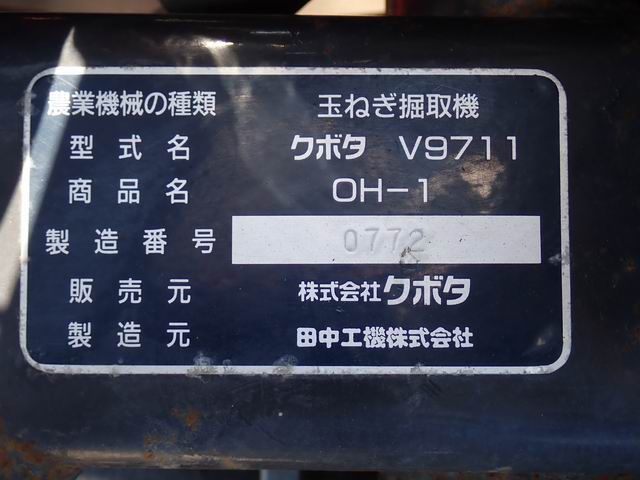 農業機械の種類 玉ねぎ掘取機
型式名 クボタ V9711
商品名 OH-1
製造番号 0772
販売元 株式会社クボタ
製造元 田中工機株式会社